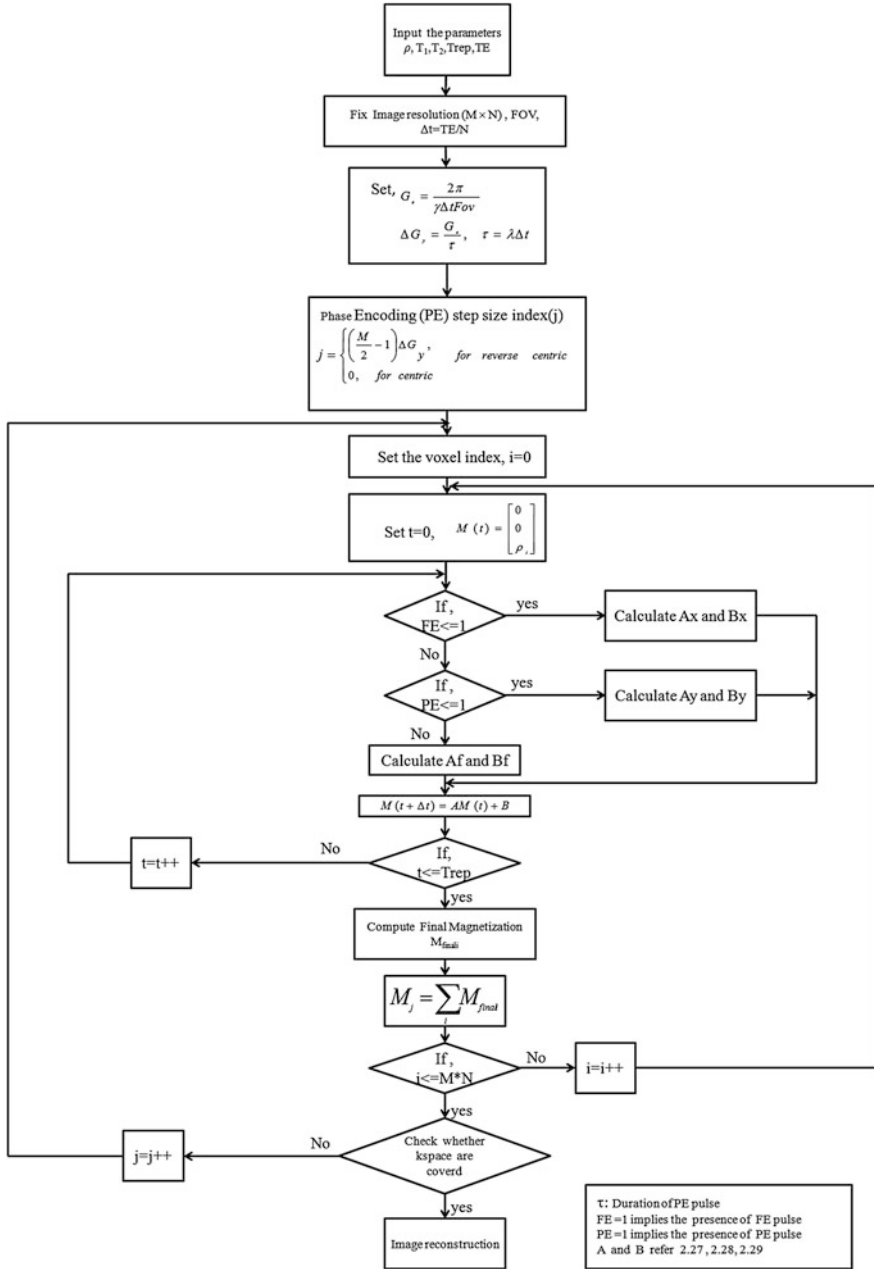 Input the parameters
ρ, T₁, T₂, Trep, TE
Fix Image resolution (M × N) , FOV,
Δt=TE/N
Set, Gₓ = 2π / γΔtFov
ΔG_y = Gₓ / τ, τ = λΔt
Phase Encoding (PE) step size index(j)
j = { (M/2 − 1) ΔG_y, for reverse centric
0, for centric
Set the voxel index, i=0
Set t=0, M (t) = [0 0 ρᵢ]
If ,
FE<=1
yes
Calculate Ax and Bx
No
If ,
PE<=1
yes
Calculate Ay and By
No
Calculate Af and Bf
M (t + Δt) = AM (t) + B
If,
t<=Trep
No
t=t++
yes
Compute Final Magnetization
M_finali
M_j = ∑_i M_final
If ,
i<=M*N
No
i=i++
yes
Check whether
kspace are
coverd
No
j=j++
yes
Image reconstruction
τ: Duration of PE pulse
FE =1 implies the presence of FE pulse
PE =1 implies the presence of PE pulse
A and B refer 2.27 , 2.28, 2.29